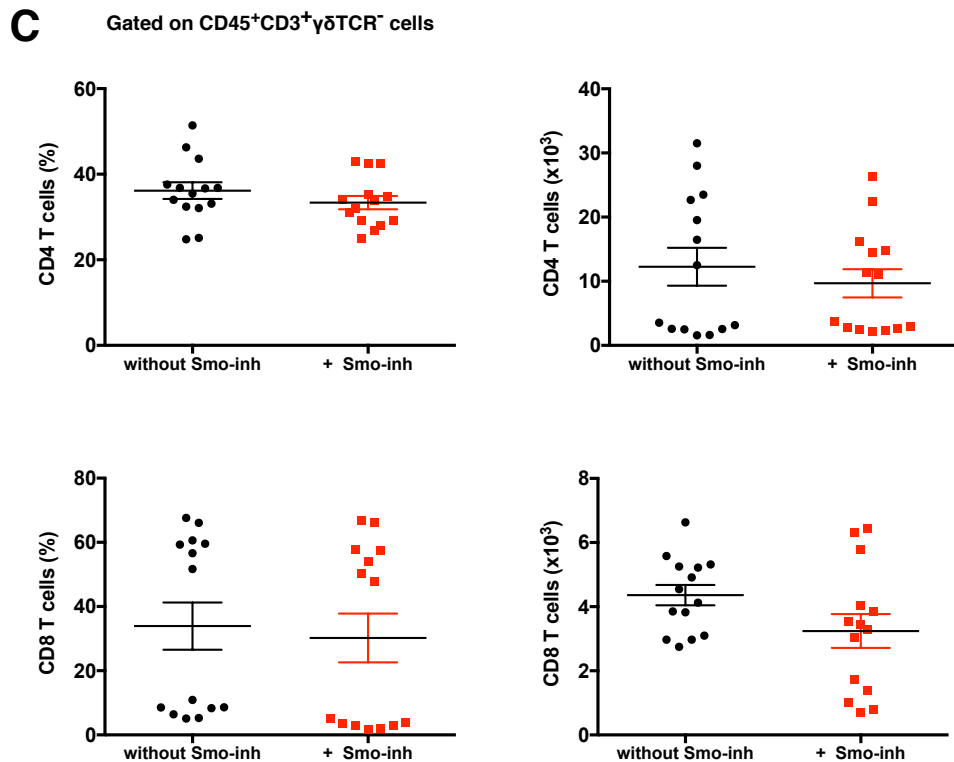 C
Gated on CD45⁺CD3⁺γδTCR⁻ cells
CD4 T cells (%)
60
40
20
0
without Smo-inh
+ Smo-inh
CD4 T cells (x10³)
40
30
20
10
0
without Smo-inh
+ Smo-inh
CD8 T cells (%)
80
60
40
20
0
without Smo-inh
+ Smo-inh
CD8 T cells (x10³)
8
6
4
2
0
without Smo-inh
+ Smo-inh